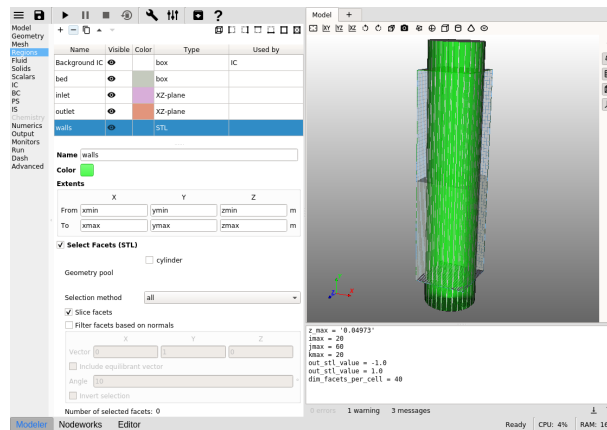 Model
Geometry
Mesh
Regions
Fluid
Solids
Scalars
IC
BC
PS
IS
Chemistry
Numerics
Output
Monitors
Run
Dash
Advanced
Name Visible Color Type Used by
Background IC box IC
bed box
inlet XZ-plane
outlet XZ-plane
walls STL
Name walls
Color
Extents
X Y Z
From xmin ymin zmin m
To xmax ymax zmax m
Select Facets (STL)
cylinder
Geometry pool
Selection method all
Slice facets
Filter facets based on normals
X Y Z
Vector 0 1 0
Include equilibrant vector
Angle 10 °
Invert selection
Number of selected facets: 0
Model +
XY YZ XZ
Y
X
z_max = '0.04973'
imax = 20
jmax = 60
kmax = 20
out_stl_value = -1.0
out_stl_value = 1.0
dim_facets_per_cell = 40
0 errors 1 warning 3 messages
Modeler Nodeworks Editor Ready CPU: 4% RAM: